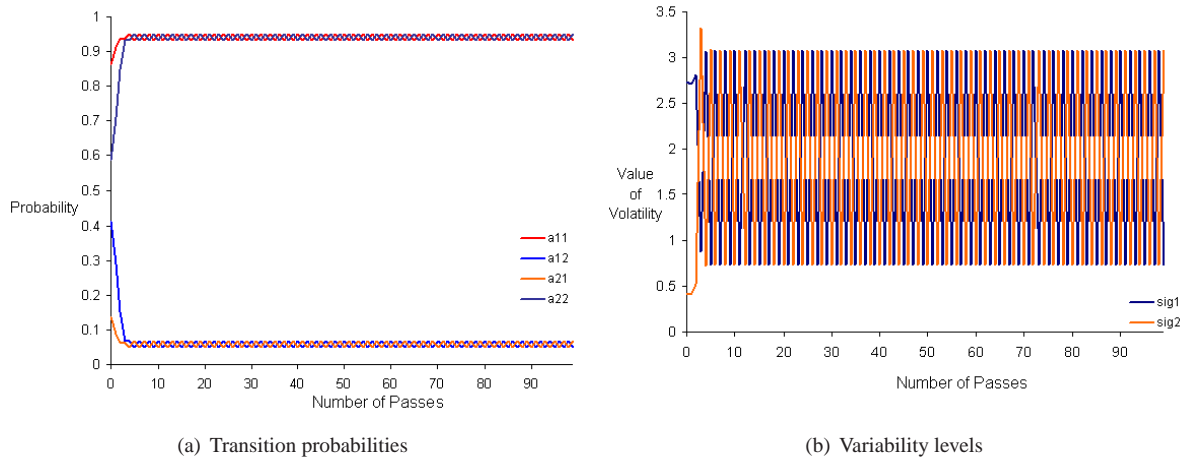 1
0.9
0.8
0.7
0.6
0.5
0.4
0.3
0.2
0.1
0
Probability
0 10 20 30 40 50 60 70 80 90
Number of Passes
a11
a12
a21
a22
(a) Transition probabilities
3.5
3
2.5
2
1.5
1
0.5
0
Value
of
Volatility
0 10 20 30 40 50 60 70 80 90
Number of Passes
sig1
sig2
(b) Variability levels